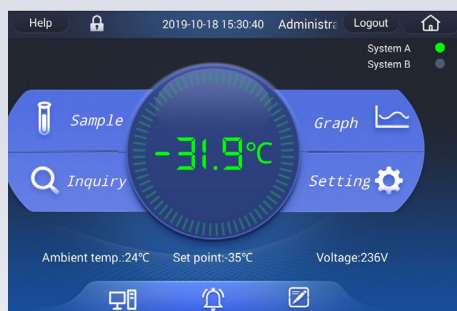 Help 2019-10-18 15:30:40 Administra Logout
System A
System B
Sample Graph
-31.9℃
Inquiry Setting
Ambient temp.:24℃ Set point:-35℃ Voltage:236V